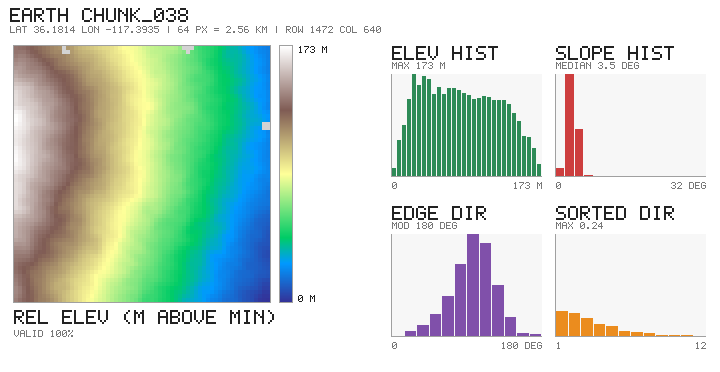 EARTH CHUNK_038
LAT 36.1814 LON -117.3935 | 64 PX = 2.56 KM | ROW 1472 COL 640
173 M
0 M
REL ELEV (M ABOVE MIN)
VALID 100%
ELEV HIST
MAX 173 M
0 173 M
SLOPE HIST
MEDIAN 3.5 DEG
0 32 DEG
EDGE DIR
MOD 180 DEG
0 180 DEG
SORTED DIR
MAX 0.24
1 12